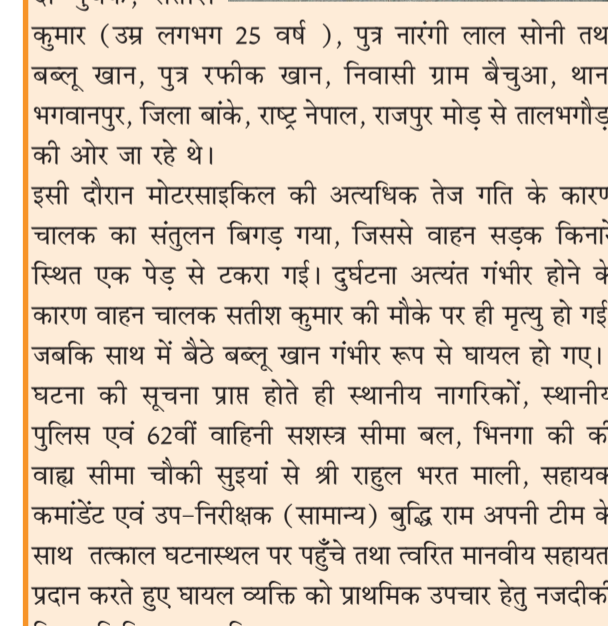 कुमार (उम्र लगभग 25 वर्ष ), पुत्र नारंगी लाल सोनी तथ
बब्लू खान, पुत्र रफीक खान, निवासी ग्राम बैचुआ, थान
भगवानपुर, जिला बांके, राष्ट्र नेपाल, राजपुर मोड़ से तालभगौड़
की ओर जा रहे थे।
इसी दौरान मोटरसाइकिल की अत्यधिक तेज गति के कारण
चालक का संतुलन बिगड़ गया, जिससे वाहन सड़क किनारे
स्थित एक पेड़ से टकरा गई। दुर्घटना अत्यंत गंभीर होने के
कारण वाहन चालक सतीश कुमार की मौके पर ही मृत्यु हो गई
जबकि साथ में बैठे बब्लू खान गंभीर रूप से घायल हो गए।
घटना की सूचना प्राप्त होते ही स्थानीय नागरिकों, स्थानीय
पुलिस एवं 62वीं वाहिनी सशस्त्र सीमा बल, भिनगा की की
वाह्य सीमा चौकी सुइयां से श्री राहुल भरत माली, सहायक
कमांडेंट एवं उप-निरीक्षक (सामान्य) बुद्धि राम अपनी टीम के
साथ तत्काल घटनास्थल पर पहुँचे तथा त्वरित मानवीय सहायत
प्रदान करते हुए घायल व्यक्ति को प्राथमिक उपचार हेतु नजदीकी